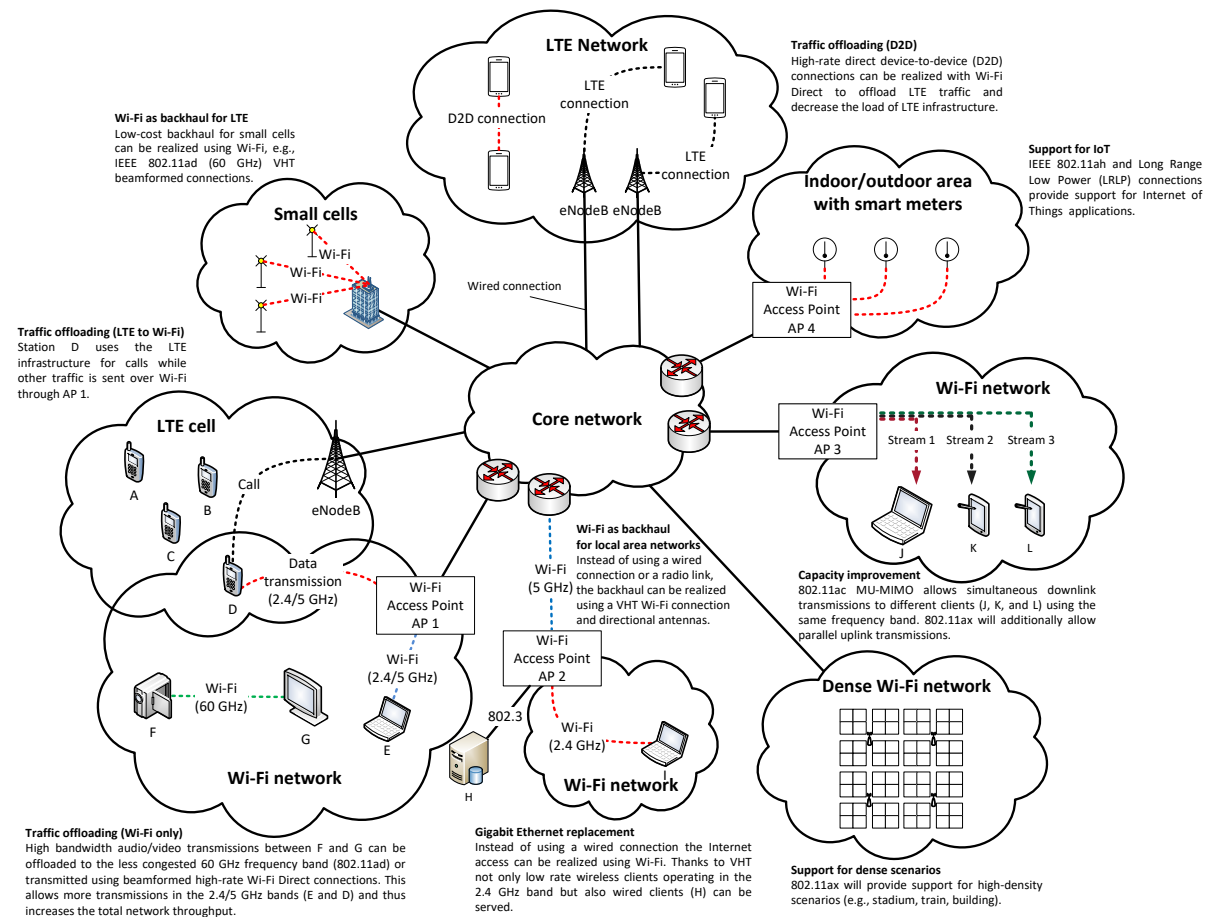 LTE Network
LTE
connection
D2D connection
LTE
connection
eNodeB
eNodeB
Traffic offloading (D2D)
High-rate direct device-to-device (D2D)
connections can be realized with Wi-Fi
Direct to offload LTE traffic and
decrease the load of LTE infrastructure.
Wi-Fi as backhaul for LTE
Low-cost backhaul for small cells
can be realized using Wi-Fi, e.g.,
IEEE 802.11ad (60 GHz) VHT
beamformed connections.
Support for IoT
IEEE 802.11ah and Long Range
Low Power (LRLP) connections
provide support for Internet of
Things applications.
Small cells
Wi-Fi
Wi-Fi
Wi-Fi
Indoor/outdoor area
with smart meters
Wi-Fi
Access Point
AP 4
Wired connection
Traffic offloading (LTE to Wi-Fi)
Station D uses the LTE
infrastructure for calls while
other traffic is sent over Wi-Fi
through AP 1.
Core network
Wi-Fi network
Wi-Fi
Access Point
AP 3
Stream 1
Stream 2
Stream 3
J
K
L
LTE cell
A
B
C
Call
eNodeB
D
Data
transmission
(2.4/5 GHz)
Wi-Fi
Access Point
AP 1
Wi-Fi
(5 GHz)
Wi-Fi as backhaul
for local area networks
Instead of using a wired
connection or a radio link,
the backhaul can be realized
using a VHT Wi-Fi connection
and directional antennas.
Capacity improvement
802.11ac MU-MIMO allows simultaneous downlink
transmissions to different clients (J, K, and L) using the
same frequency band. 802.11ax will additionally allow
parallel uplink transmissions.
Wi-Fi
(2.4/5 GHz)
Wi-Fi
(60 GHz)
F
G
E
Wi-Fi network
Wi-Fi
Access Point
AP 2
802.3
H
Wi-Fi
(2.4 GHz)
I
Wi-Fi network
Dense Wi-Fi network
Traffic offloading (Wi-Fi only)
High bandwidth audio/video transmissions between F and G can be
offloaded to the less congested 60 GHz frequency band (802.11ad) or
transmitted using beamformed high-rate Wi-Fi Direct connections. This
allows more transmissions in the 2.4/5 GHz bands (E and D) and thus
increases the total network throughput.
Gigabit Ethernet replacement
Instead of using a wired connection the Internet
access can be realized using Wi-Fi. Thanks to VHT
not only low rate wireless clients operating in the
2.4 GHz band but also wired clients (H) can be
served.
Support for dense scenarios
802.11ax will provide support for high-density
scenarios (e.g., stadium, train, building).